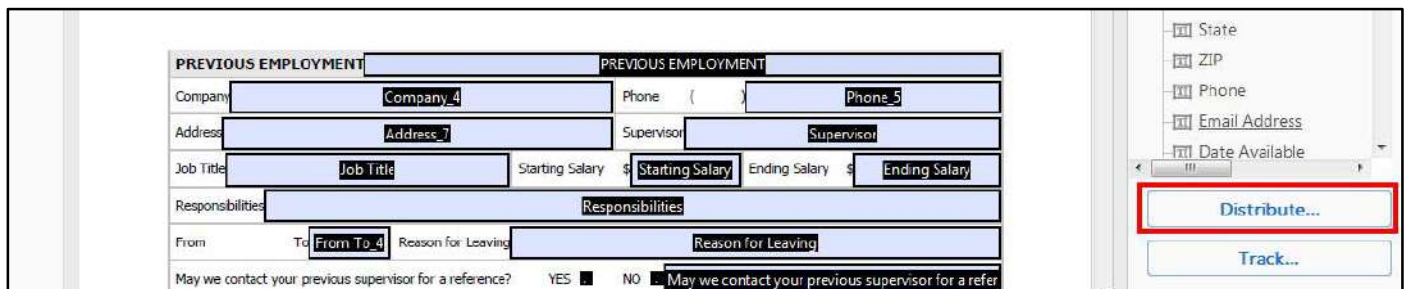 PREVIOUS EMPLOYMENT PREVIOUS EMPLOYMENT
Company Company_4 Phone ( ) Phone_5
Address Address_7 Supervisor Supervisor
Job Title Job Title Starting Salary $ Starting Salary Ending Salary $ Ending Salary
Responsibilities Responsibilities
From To From To_4 Reason for Leaving Reason for Leaving
May we contact your previous supervisor for a reference? YES NO May we contact your previous supervisor for a refer
State
ZIP
Phone
Email Address
Date Available
Distribute...
Track...